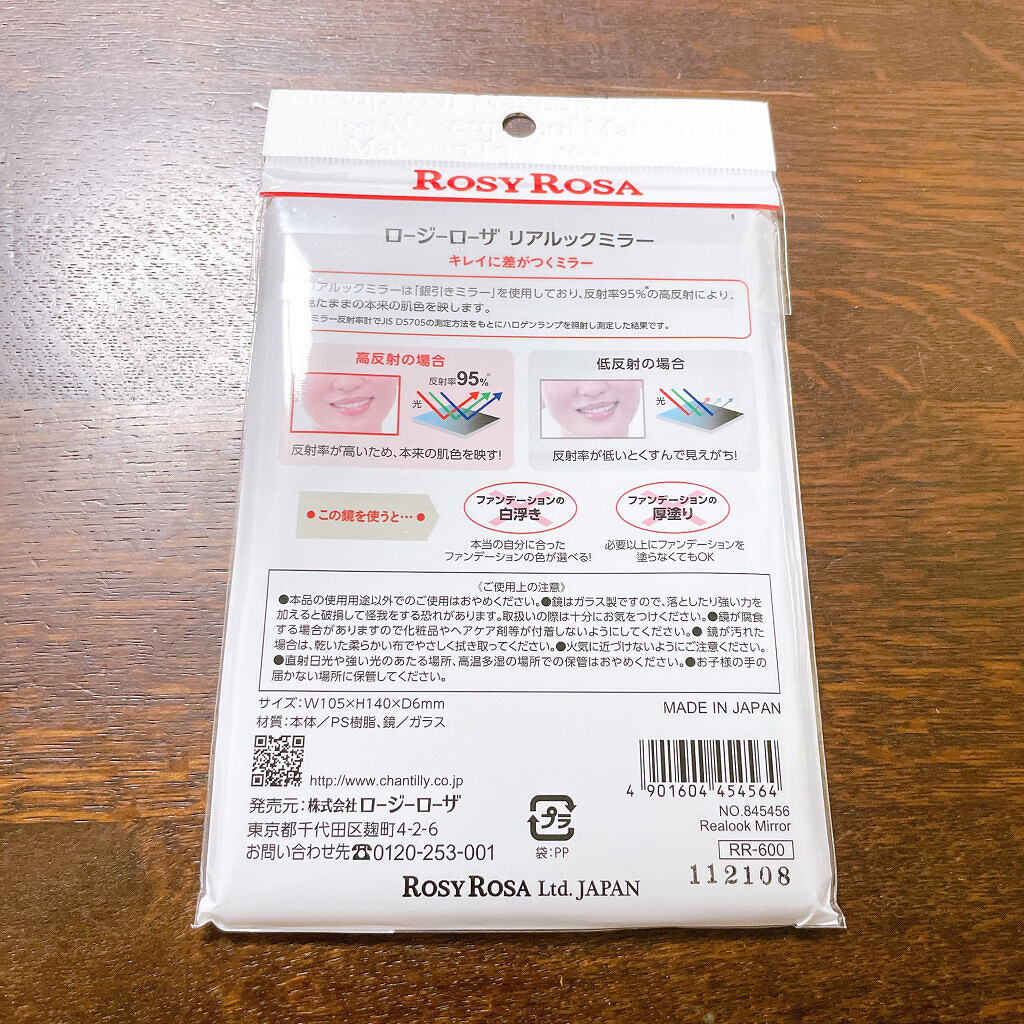 Makeup Tool Makeup Too
Tool Makeup Tool Mak
Makeup Tool Makeup
ROSY ROSA
ロージーローザ リアルックミラー
キレイに差がつくミラー
アルックミラーは「銀引きミラー」を使用しており、反射率95%※の高反射により、
見たままの本来の肌色を映します。
ミラー反射率計でJIS D5705の測定方法をもとにハロゲンランプを照射し測定した結果です。
高反射の場合
反射率95%※
光
反射率が高いため、本来の肌色を映す!
低反射の場合
光
反射率が低いとくすんで見えがち!
●この鏡を使うと…●
ファンデーションの
白浮き
本当の自分に合った
ファンデーションの色が選べる!
ファンデーションの
厚塗り
必要以上にファンデーションを
塗らなくてもOK
《ご使用上の注意》
●本品の使用用途以外でのご使用はおやめください。●鏡はガラス製ですので、落としたり強い力を
加えると破損して怪我をする恐れがあります。取扱いの際は十分にお気をつけください。●鏡が腐食
する場合がありますので化粧品やヘアケア剤等が付着しないようにしてください。● 鏡が汚れた
場合は、乾いた柔らかい布でやさしく拭き取ってください。●火気に近づけないようにご注意ください。
●直射日光や強い光のあたる場所、高温多湿の場所での保管はおやめください。●お子様の手の
届かない場所に保管してください。
サイズ:W105×H140×D6mm
材質:本体/PS樹脂、鏡/ガラス
MADE IN JAPAN
http://www.chantilly.co.jp
発売元:株式会社ロージーローザ
東京都千代田区麹町4-2-6
お問い合わせ先☎0120-253-001
プラ
袋:PP
4 901604 454564
NO.845456
Realook Mirror
RR-600
112108
ROSY ROSA Ltd. JAPAN